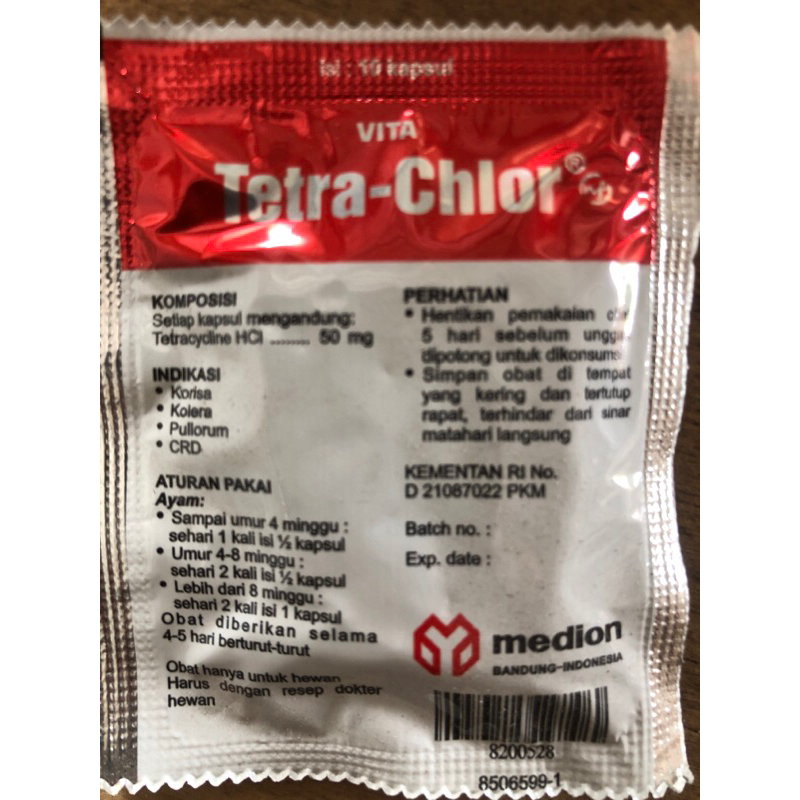 isi : 10 kapsul
VITA
Tetra-Chlor®
KOMPOSISI
Setiap kapsul mengandung:
Tetracycline HCl ........ 50 mg
INDIKASI
• Korisa
• Kolera
• Pullorum
• CRD
ATURAN PAKAI
Ayam:
• Sampai umur 4 minggu :
sehari 1 kali isi ½ kapsul
• Umur 4-8 minggu :
sehari 2 kali isi ½ kapsul
• Lebih dari 8 minggu :
sehari 2 kali isi 1 kapsul
Obat diberikan selama
4-5 hari berturut-turut
Obat hanya untuk hewan
Harus dengan resep dokter
hewan
PERHATIAN
• Hentikan pemakaian
5 hari sebelum
dipotong untuk dikonsumsi
• Simpan obat di tempat
yang kering dan tertutup
rapat, terhindar dari sinar
matahari langsung
KEMENTAN RI No.
D 21087022 PKM
Batch no. :
Exp. date :
medion
BANDUNG-INDONESIA
8200528
8506599-1